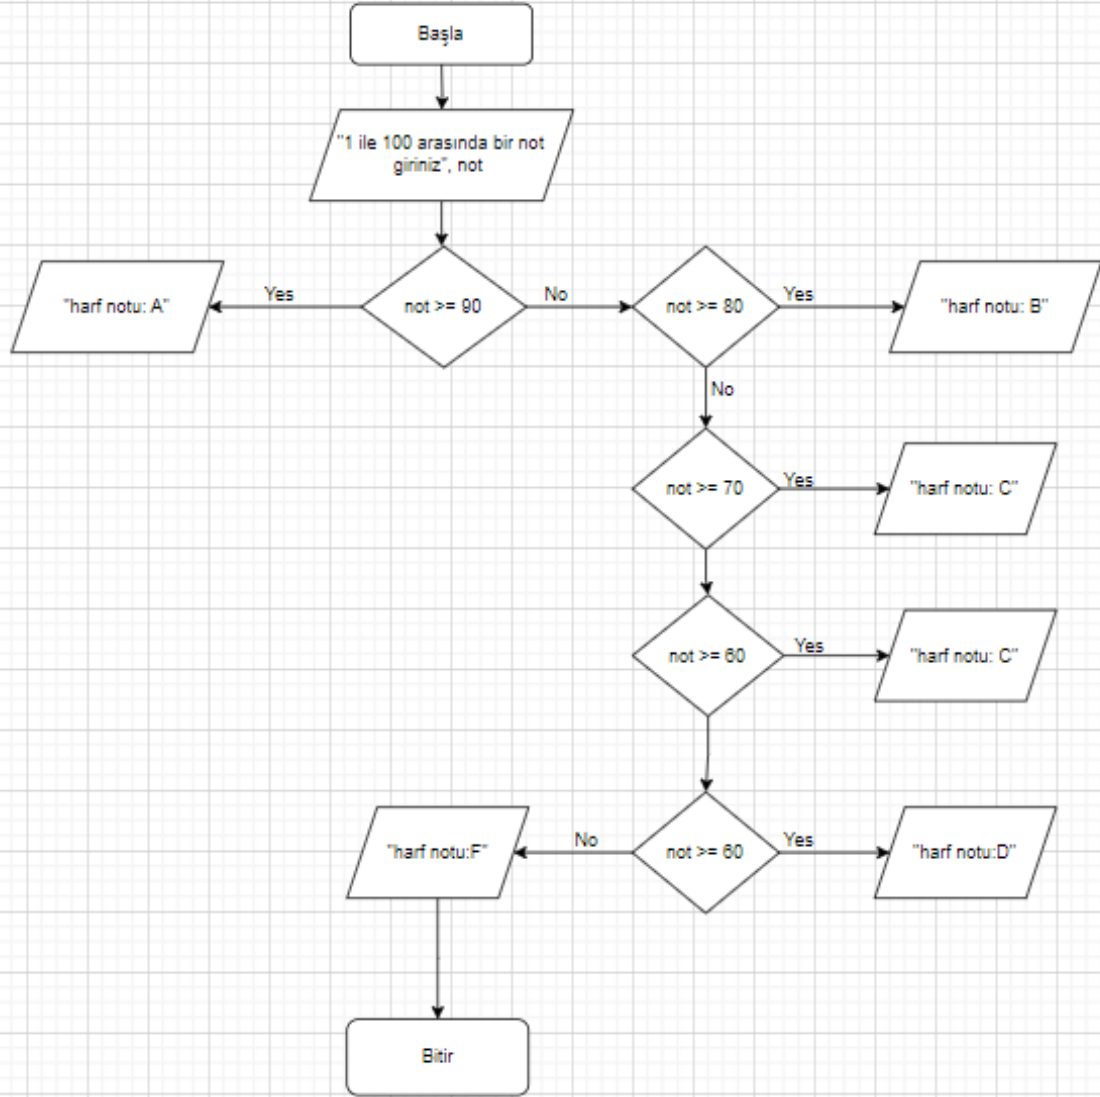 Başla
"1 ile 100 arasında bir not
giriniz", not
"harf notu: A"
Yes
not >= 90
No
not >= 80
Yes
"harf notu: B"
No
not >= 70
Yes
"harf notu: C"
not >= 60
Yes
"harf notu: C"
"harf notu:F"
No
not >= 60
Yes
"harf notu:D"
Bitir